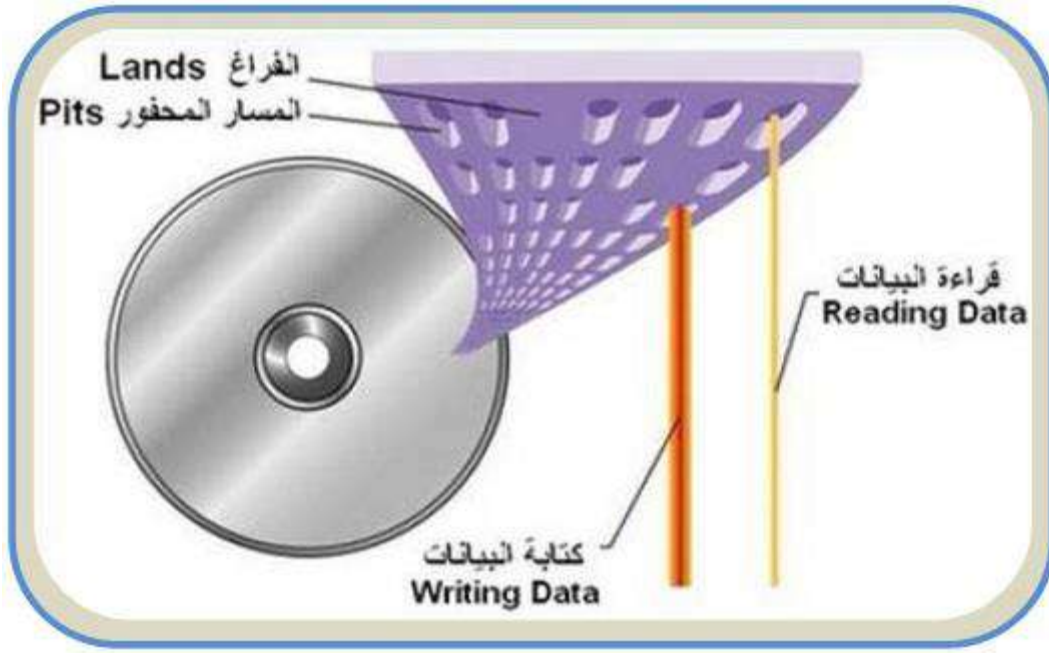 الفراغ Lands
المسار المحفور Pits
قراءة البيانات
Reading Data
كتابة البيانات
Writing Data